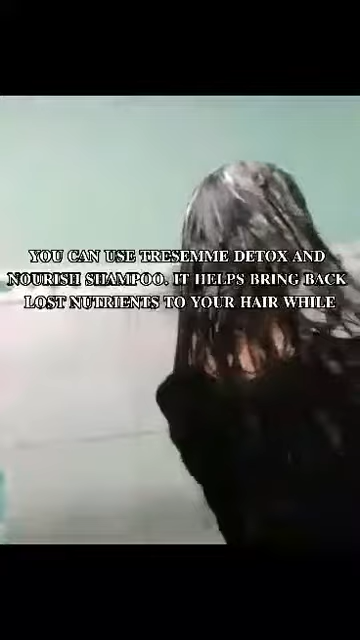 YOU CAN USE TRESEMME DETOX AND
NOURISH SHAMPOO. IT HELPS BRING BACK
LOST NUTRIENTS TO YOUR HAIR WHILE